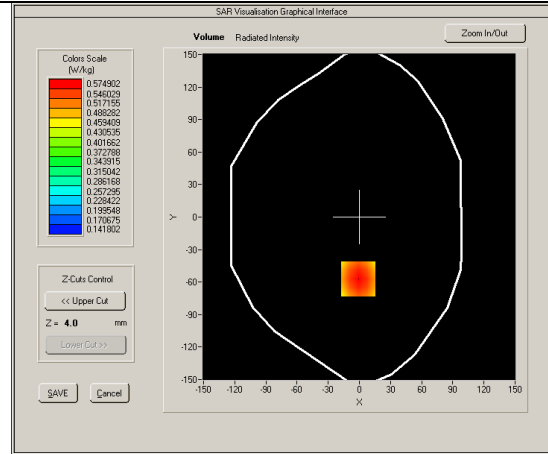 SAR Visualisation Graphical Interface
Volume Radiated Intensity
Zoom In/Out
Colors Scale
(W/kg)
0.574902
0.546029
0.517155
0.488282
0.459409
0.430535
0.401662
0.372788
0.343915
0.315042
0.286168
0.257295
0.228422
0.199548
0.170675
0.141802
Z-Cuts Control
<< Upper Cut
Z = 4.0 mm
Lower Cut >>
SAVE Cancel
150
120
90
60
30
0
-30
-60
-90
-120
-150
Y
-150 -120 -90 -60 -30 0 30 60 90 120 150
X